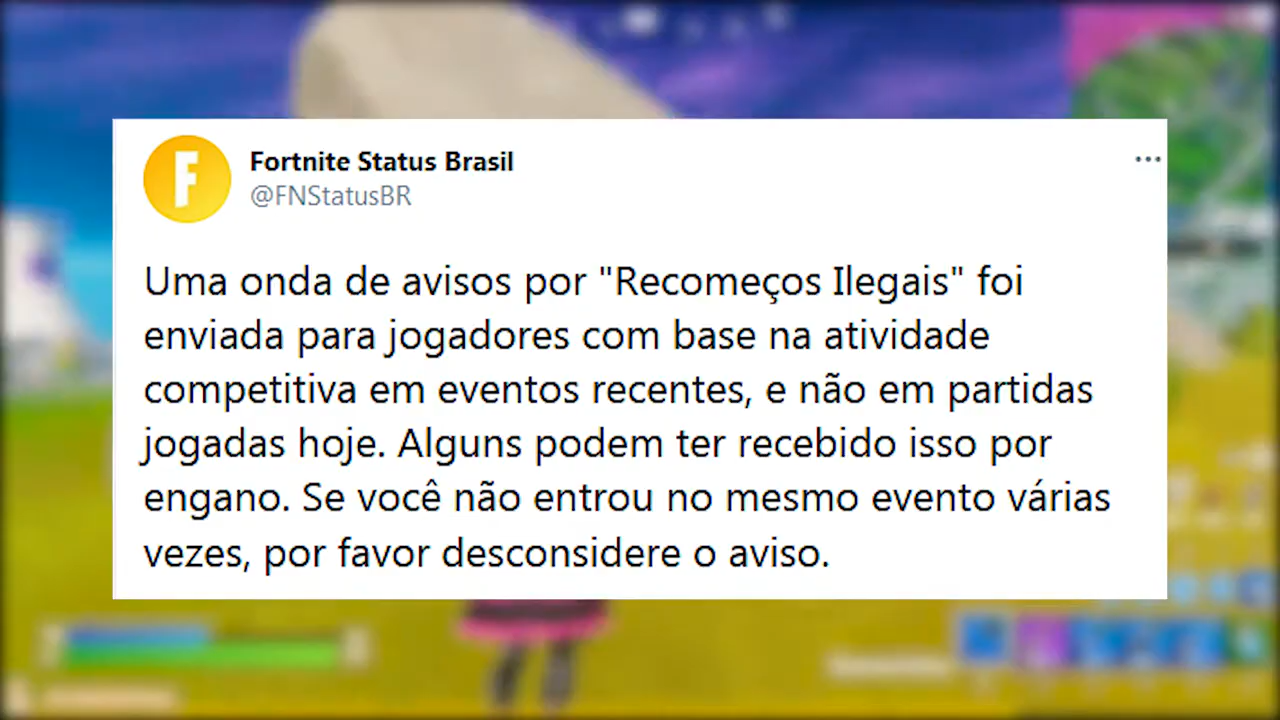 F
Fortnite Status Brasil
@FNStatusBR
Uma onda de avisos por "Recomeços Ilegais" foi
enviada para jogadores com base na atividade
competitiva em eventos recentes, e não em partidas
jogadas hoje. Alguns podem ter recebido isso por
engano. Se você não entrou no mesmo evento várias
vezes, por favor desconsidere o aviso.